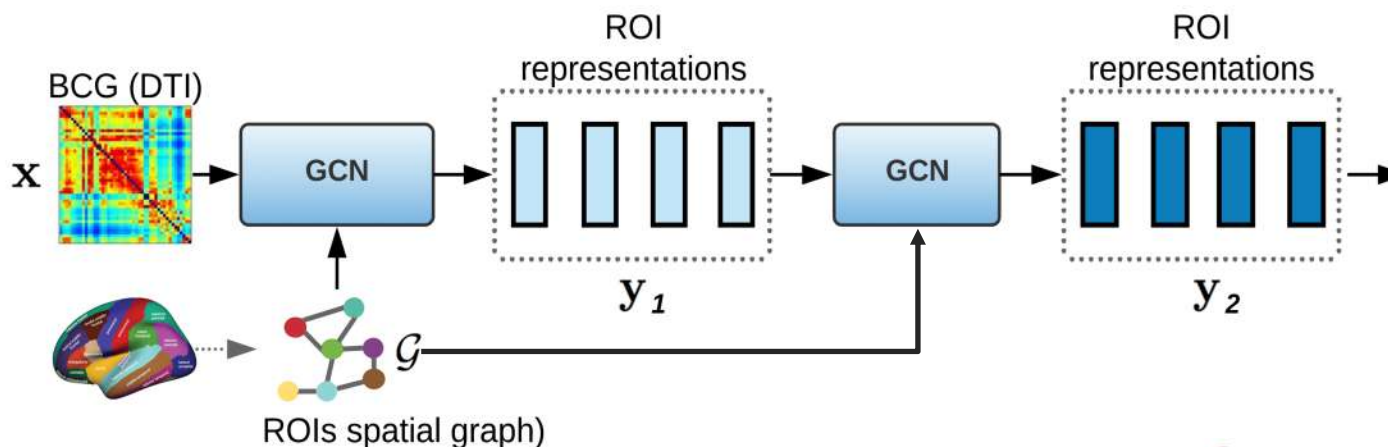 ROI
representations
ROI
representations
BCG (DTI)
x
GCN
GCN
y1
y2
G
ROIs spatial graph)